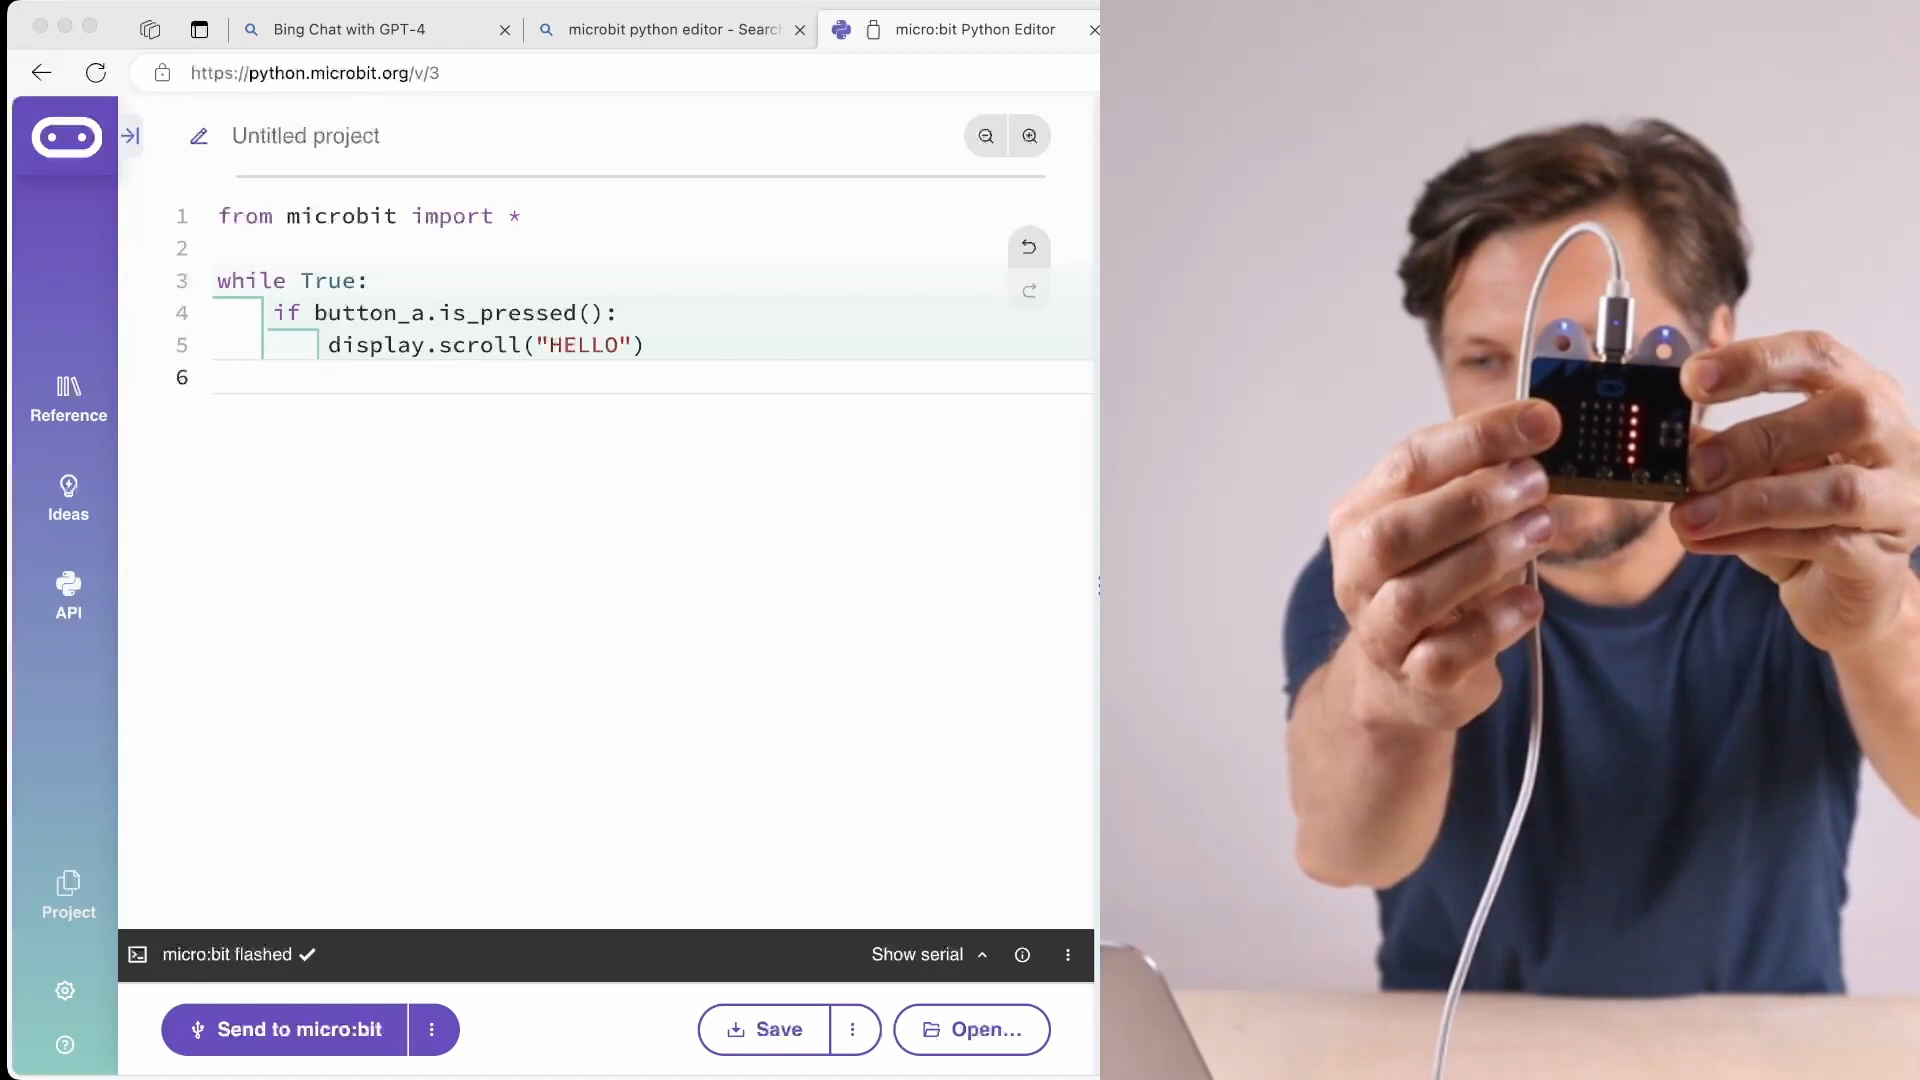 Bing Chat with GPT-4
microbit python editor - Searc
micro:bit Python Editor
https://python.microbit.org/v/3
Untitled project
1 from microbit import *
2
3 while True:
4 if button_a.is_pressed():
5 display.scroll("HELLO")
6
Reference
Ideas
API
Project
micro:bit flashed
Show serial
Send to micro:bit
Save
Open...